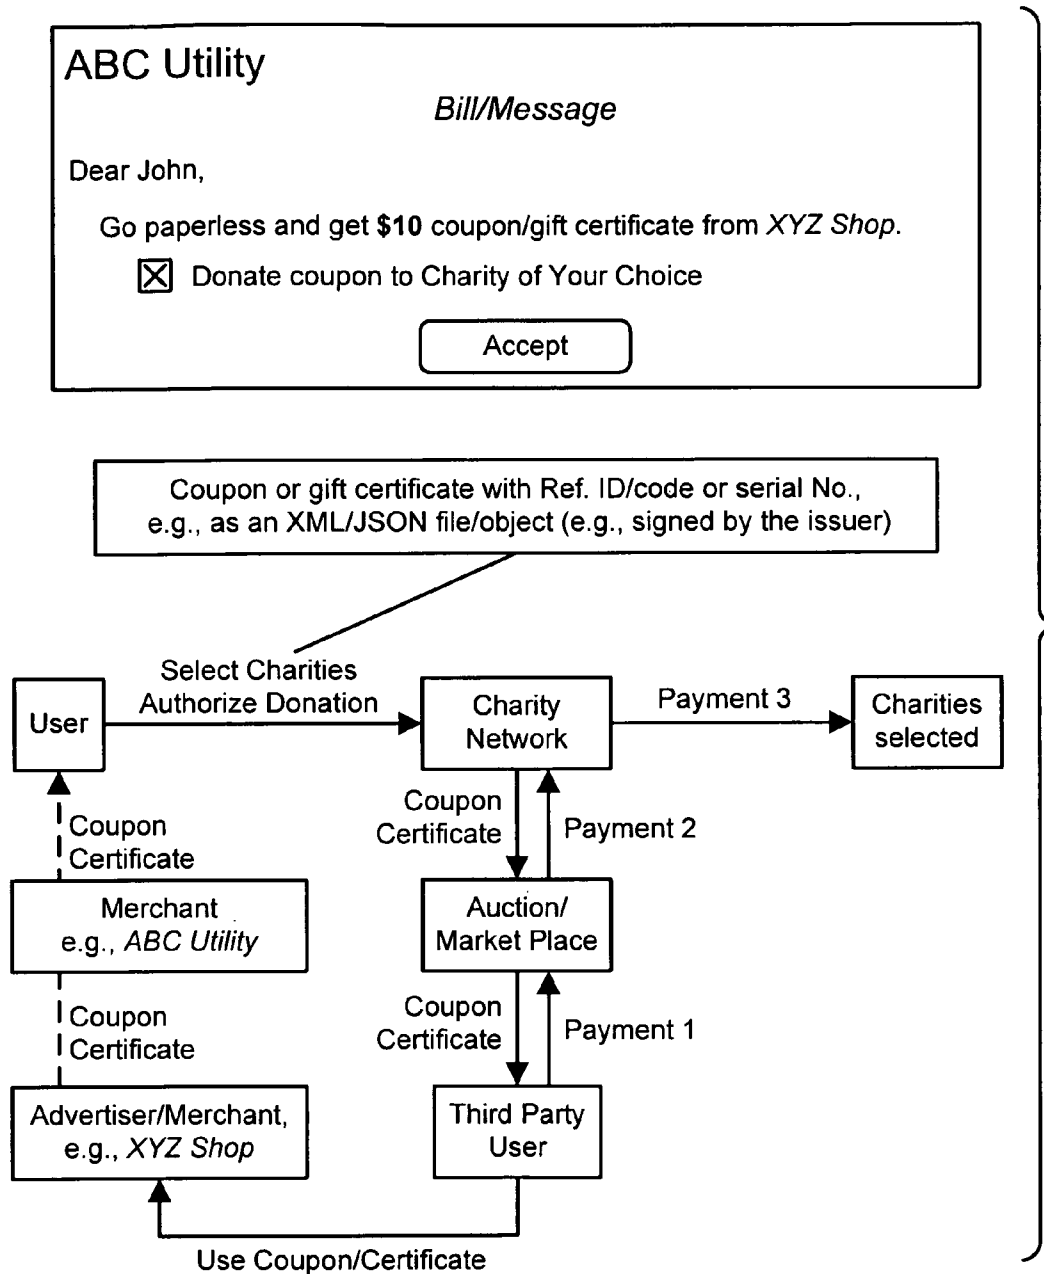 ABC Utility
Bill/Message
Dear John,
Go paperless and get $10 coupon/gift certificate from XYZ Shop.
Donate coupon to Charity of Your Choice
Accept
Coupon or gift certificate with Ref. ID/code or serial No.,
e.g., as an XML/JSON file/object (e.g., signed by the issuer)
Select Charities
Authorize Donation
User
Charity
Network
Payment 3
Charities
selected
Coupon
Certificate
Coupon
Certificate
Payment 2
Merchant
e.g., ABC Utility
Auction/
Market Place
Coupon
Certificate
Coupon
Certificate
Payment 1
Advertiser/Merchant,
e.g., XYZ Shop
Third Party
User
Use Coupon/Certificate